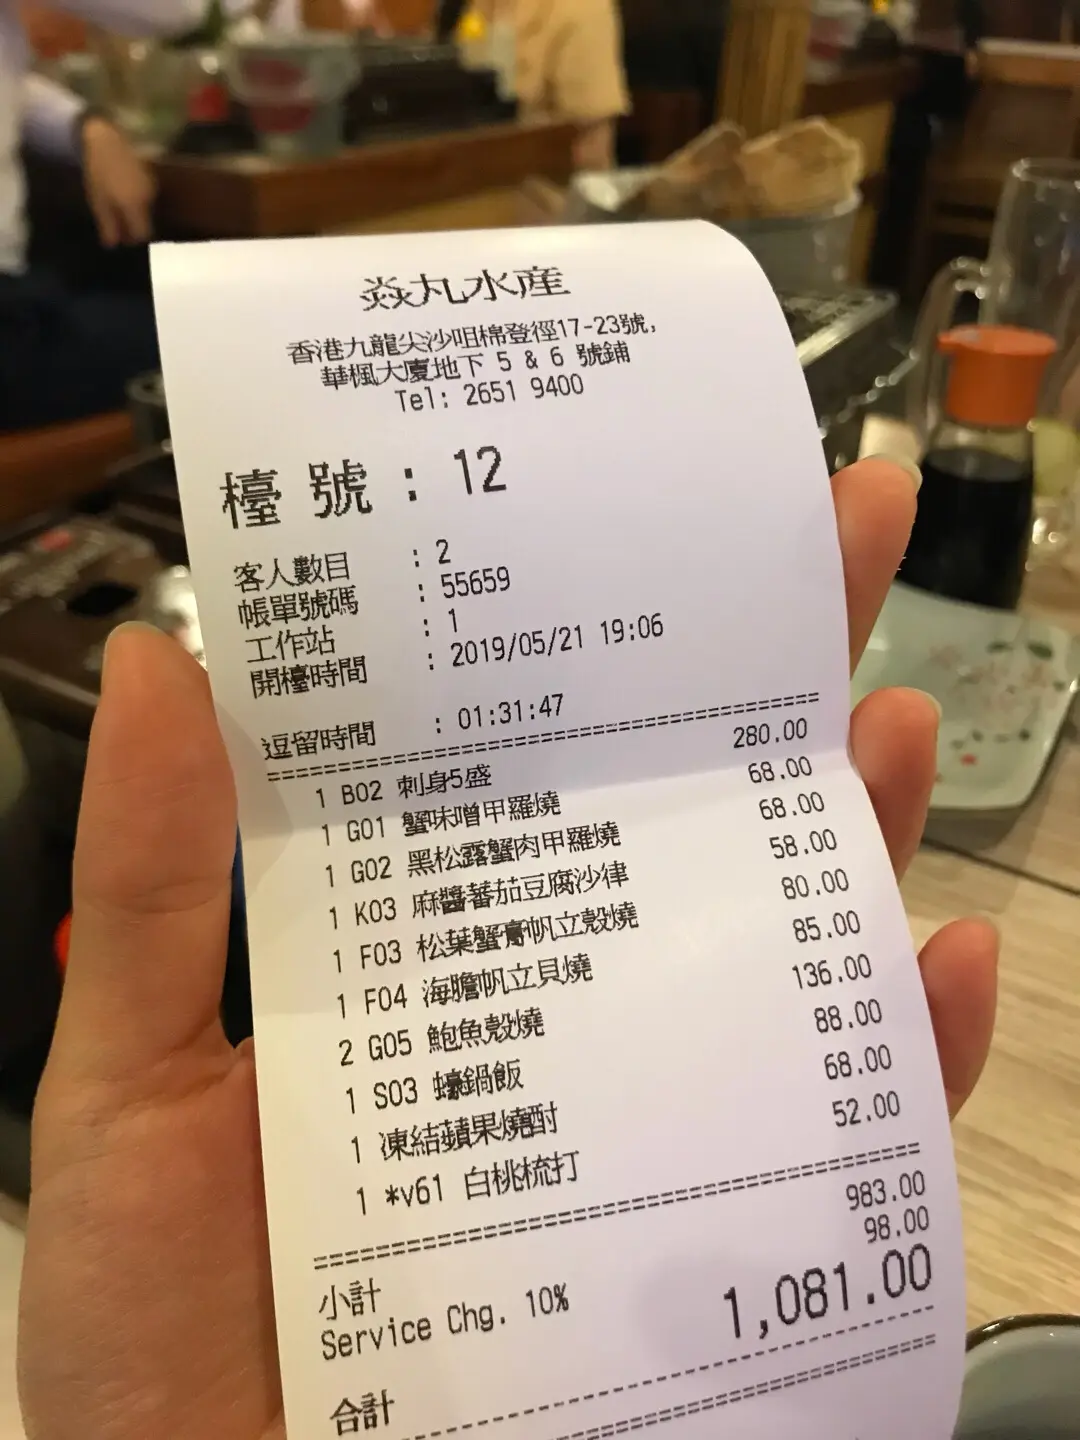 焱丸水産
香港九龍尖沙咀棉登徑17-23號,
華楓大廈地下 5 & 6 號鋪
Tel: 2651 9400
檯 號 : 12
客人數目 : 2
帳單號碼 : 55659
工作站 : 1
開檯時間 : 2019/05/21 19:06
逗留時間 : 01:31:47
1 B02 刺身5盛 280.00
1 G01 蟹味噌甲羅燒 68.00
1 G02 黑松露蟹肉甲羅燒 68.00
1 K03 麻醬蕃茄豆腐沙律 58.00
1 F03 松葉蟹膏帆立殼燒 80.00
1 F04 海膽帆立貝燒 85.00
2 G05 鮑魚殼燒 136.00
1 S03 蠔鍋飯 88.00
1 凍結蘋果燒酎 68.00
1 *v61 白桃梳打 52.00
小計 983.00
Service Chg. 10% 98.00
合計 1,081.00